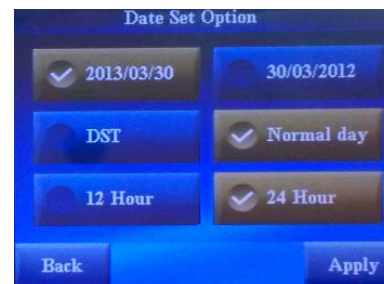 Date Set Option
2013/03/30
30/03/2012
DST
Normal day
12 Hour
24 Hour
Back
Apply